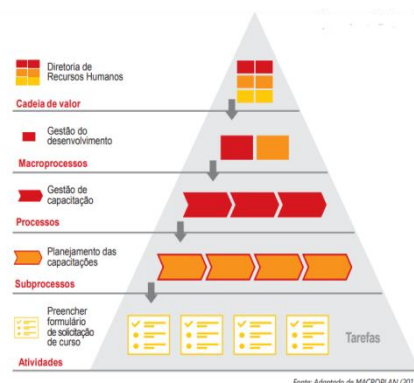 Diretoria de
Recursos Humanos
Cadeia de valor
Gestão do
desenvolvimento
Macroprocessos
Gestão de
capacitação
Processos
Planejamento das
capacitações
Subprocessos
Preencher
formulário
de solicitação
de curso
Tarefas
Atividades
Fonte: Adaptado de MACROPLAN